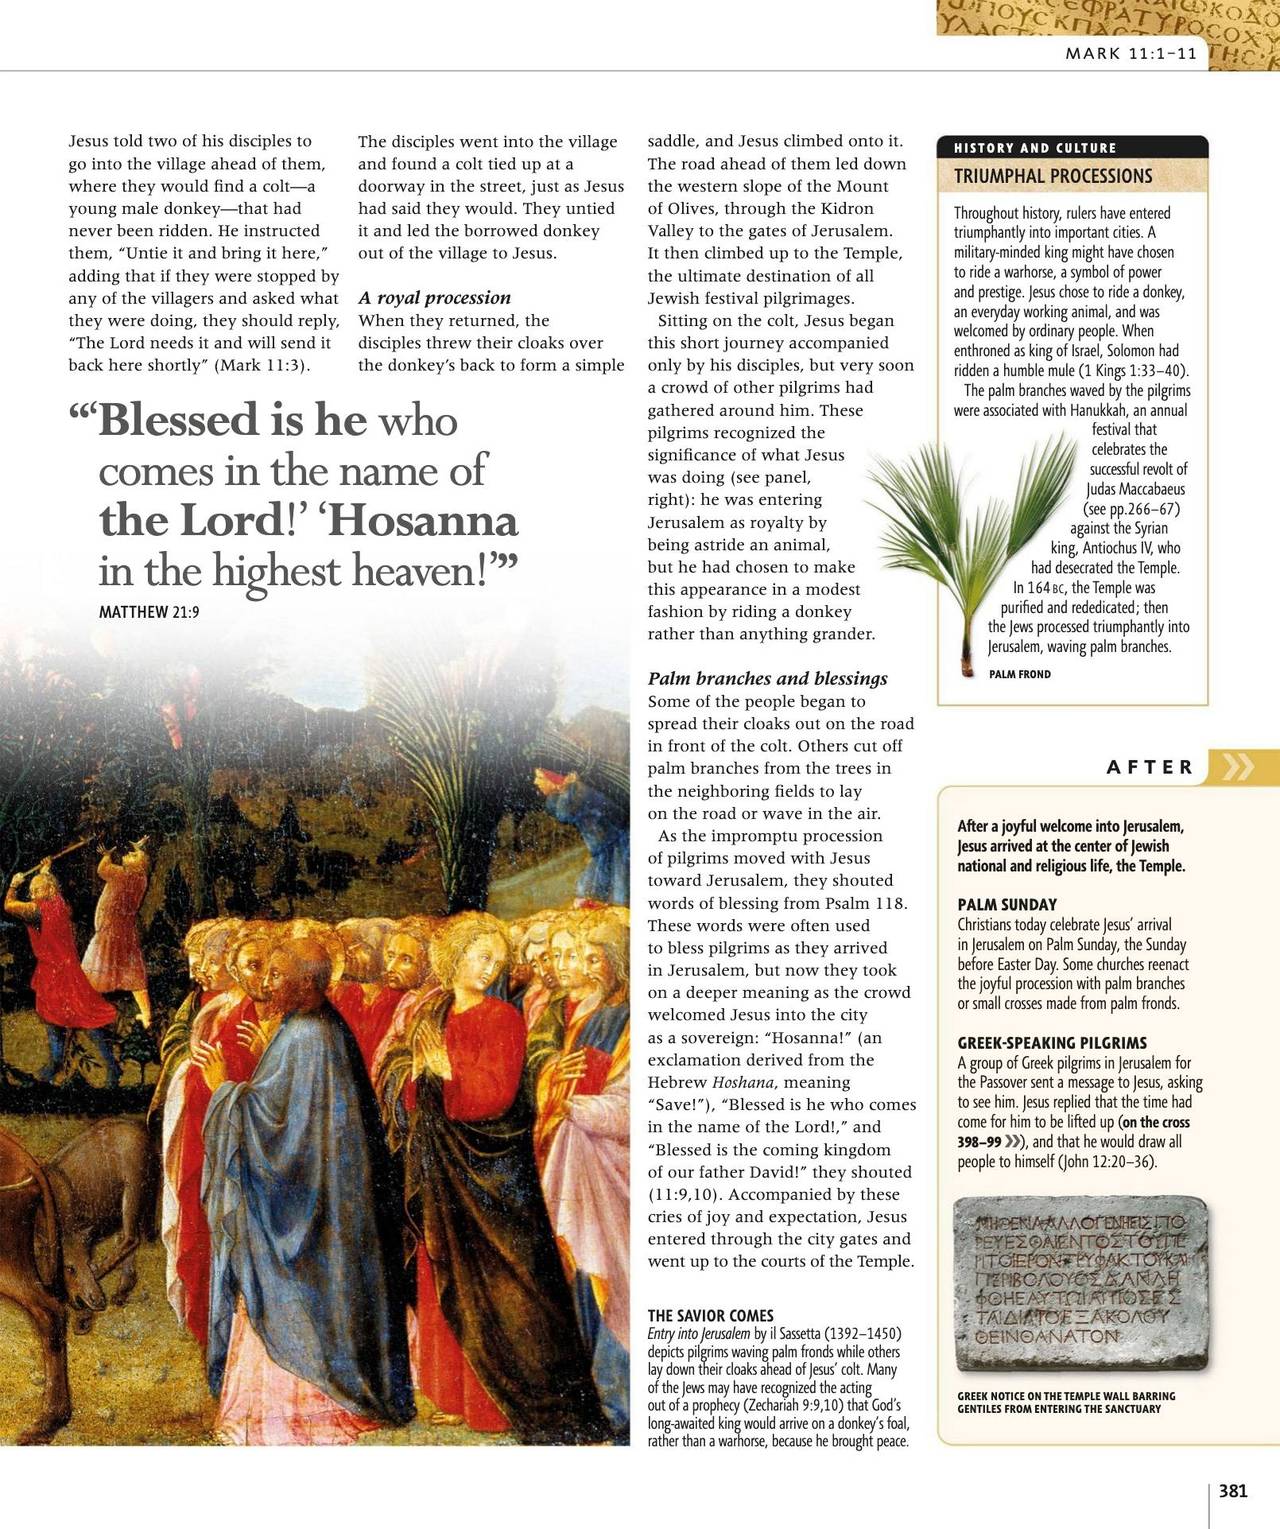 MARK 11:1–11
Jesus told two of his disciples to
go into the village ahead of them,
where they would find a colt—a
young male donkey—that had
never been ridden. He instructed
them, “Untie it and bring it here,”
adding that if they were stopped by
any of the villagers and asked what
they were doing, they should reply,
“The Lord needs it and will send it
back here shortly” (Mark 11:3).
The disciples went into the village
and found a colt tied up at a
doorway in the street, just as Jesus
had said they would. They untied
it and led the borrowed donkey
out of the village to Jesus.
A royal procession
When they returned, the
disciples threw their cloaks over
the donkey’s back to form a simple
“‘Blessed is he who
comes in the name of
the Lord!’ ‘Hosanna
in the highest heaven!’”
MATTHEW 21:9
saddle, and Jesus climbed onto it.
The road ahead of them led down
the western slope of the Mount
of Olives, through the Kidron
Valley to the gates of Jerusalem.
It then climbed up to the Temple,
the ultimate destination of all
Jewish festival pilgrimages.
Sitting on the colt, Jesus began
this short journey accompanied
only by his disciples, but very soon
a crowd of other pilgrims had
gathered around him. These
pilgrims recognized the
significance of what Jesus
was doing (see panel,
right): he was entering
Jerusalem as royalty by
being astride an animal,
but he had chosen to make
this appearance in a modest
fashion by riding a donkey
rather than anything grander.
Palm branches and blessings
Some of the people began to
spread their cloaks out on the road
in front of the colt. Others cut off
palm branches from the trees in
the neighboring fields to lay
on the road or wave in the air.
As the impromptu procession
of pilgrims moved with Jesus
toward Jerusalem, they shouted
words of blessing from Psalm 118.
These words were often used
to bless pilgrims as they arrived
in Jerusalem, but now they took
on a deeper meaning as the crowd
welcomed Jesus into the city
as a sovereign: “Hosanna!” (an
exclamation derived from the
Hebrew Hoshana, meaning
“Save!”), “Blessed is he who comes
in the name of the Lord!,” and
“Blessed is the coming kingdom
of our father David!” they shouted
(11:9,10). Accompanied by these
cries of joy and expectation, Jesus
entered through the city gates and
went up to the courts of the Temple.
THE SAVIOR COMES
Entry into Jerusalem by il Sassetta (1392–1450)
depicts pilgrims waving palm fronds while others
lay down their cloaks ahead of Jesus’ colt. Many
of the Jews may have recognized the acting
out of a prophecy (Zechariah 9:9,10) that God’s
long-awaited king would arrive on a donkey’s foal,
rather than a warhorse, because he brought peace.
HISTORY AND CULTURE
TRIUMPHAL PROCESSIONS
Throughout history, rulers have entered
triumphantly into important cities. A
military-minded king might have chosen
to ride a warhorse, a symbol of power
and prestige. Jesus chose to ride a donkey,
an everyday working animal, and was
welcomed by ordinary people. When
enthroned as king of Israel, Solomon had
ridden a humble mule (1 Kings 1:33–40).
The palm branches waved by the pilgrims
were associated with Hanukkah, an annual
festival that
celebrates the
successful revolt of
Judas Maccabaeus
(see pp.266–67)
against the Syrian
king, Antiochus IV, who
had desecrated the Temple.
In 164 BC, the Temple was
purified and rededicated; then
the Jews processed triumphantly into
Jerusalem, waving palm branches.
PALM FROND
AFTER
After a joyful welcome into Jerusalem,
Jesus arrived at the center of Jewish
national and religious life, the Temple.
PALM SUNDAY
Christians today celebrate Jesus’ arrival
in Jerusalem on Palm Sunday, the Sunday
before Easter Day. Some churches reenact
the joyful procession with palm branches
or small crosses made from palm fronds.
GREEK-SPEAKING PILGRIMS
A group of Greek pilgrims in Jerusalem for
the Passover sent a message to Jesus, asking
to see him. Jesus replied that the time had
come for him to be lifted up (on the cross
398–99 »), and that he would draw all
people to himself (John 12:20–36).
ΜΗΘΕΝΑΑΛΛΟΓΕΝΗΕΙΣΠΟ
ΡΕΥΕΣΘΑΙΕΝΤΟΣΤΟΥΠΕ
ΡΙΤΟΙΕΡΟΝΤΡΥΦΑΚΤΟΥΚΑΙ
ΠΕΡΙΒΟΛΟΥΟΣΔΑΝΛΗ
ΦΘΗΕΑΥΤΩΙΑΙΤΙΟΣΕΣ
ΤΑΙΔΙΑΤΟΕΞΑΚΟΛΟΥ
ΘΕΙΝΘΑΝΑΤΟΝ
GREEK NOTICE ON THE TEMPLE WALL BARRING
GENTILES FROM ENTERING THE SANCTUARY
381